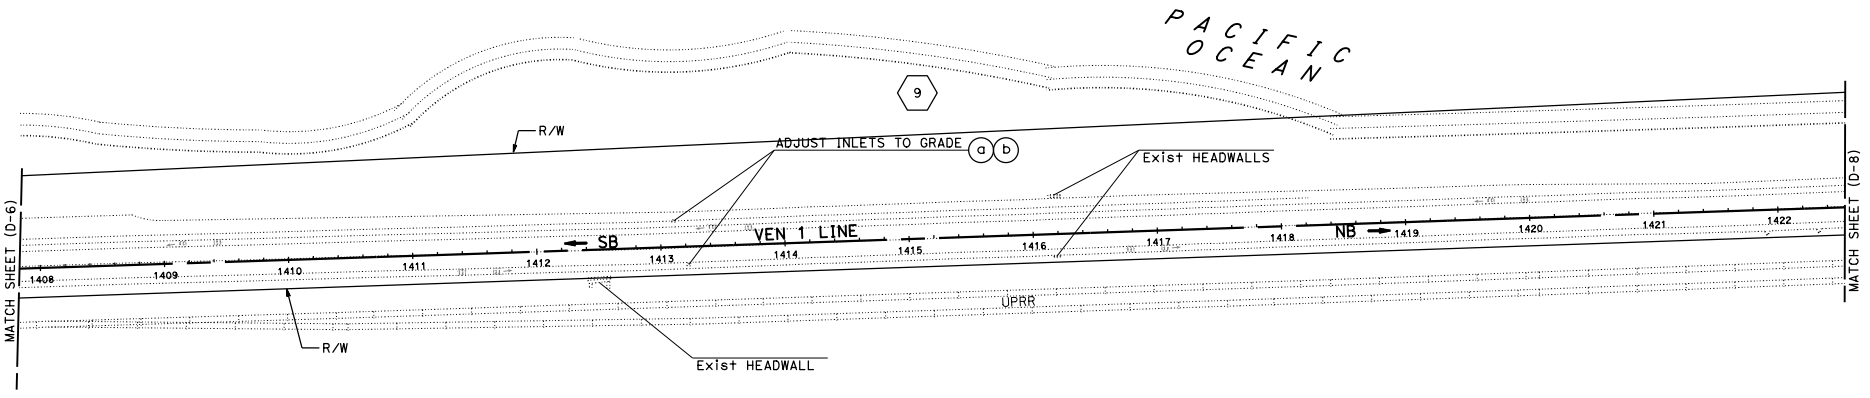 PACIFIC
OCEAN
9
R/W
ADJUST INLETS TO GRADE a b
Exist HEADWALLS
MATCH SHEET (D-6)
MATCH SHEET (D-8)
SB
VEN 1 LINE
NB
1408 1409 1410 1411 1412 1413 1414 1415 1416 1417 1418 1419 1420 1421 1422
UPRR
R/W
Exist HEADWALL